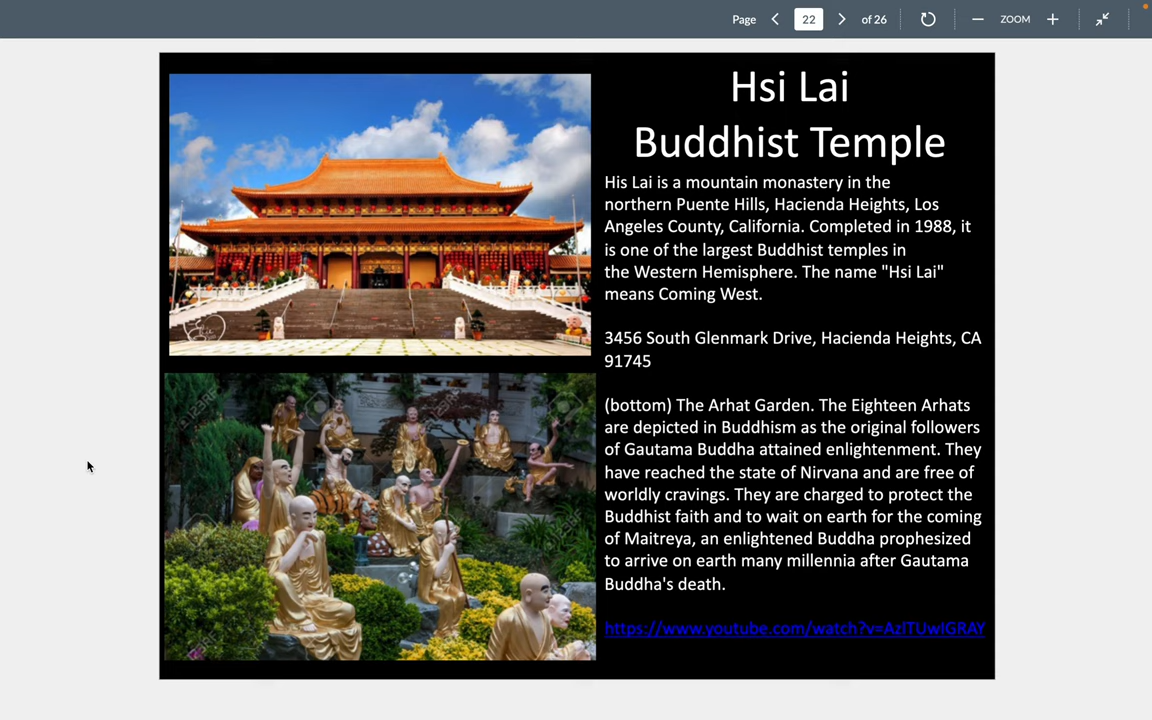 Page
22
of 26
ZOOM
Hsi Lai
Buddhist Temple
His Lai is a mountain monastery in the
northern Puente Hills, Hacienda Heights, Los
Angeles County, California. Completed in 1988, it
is one of the largest Buddhist temples in
the Western Hemisphere. The name "Hsi Lai"
means Coming West.
3456 South Glenmark Drive, Hacienda Heights, CA
91745
(bottom) The Arhat Garden. The Eighteen Arhats
are depicted in Buddhism as the original followers
of Gautama Buddha attained enlightenment. They
have reached the state of Nirvana and are free of
worldly cravings. They are charged to protect the
Buddhist faith and to wait on earth for the coming
of Maitreya, an enlightened Buddha prophesized
to arrive on earth many millennia after Gautama
Buddha's death.
https://www.youtube.com/watch?v=AzlTUwIGRAY
123RF
123RF
123RF